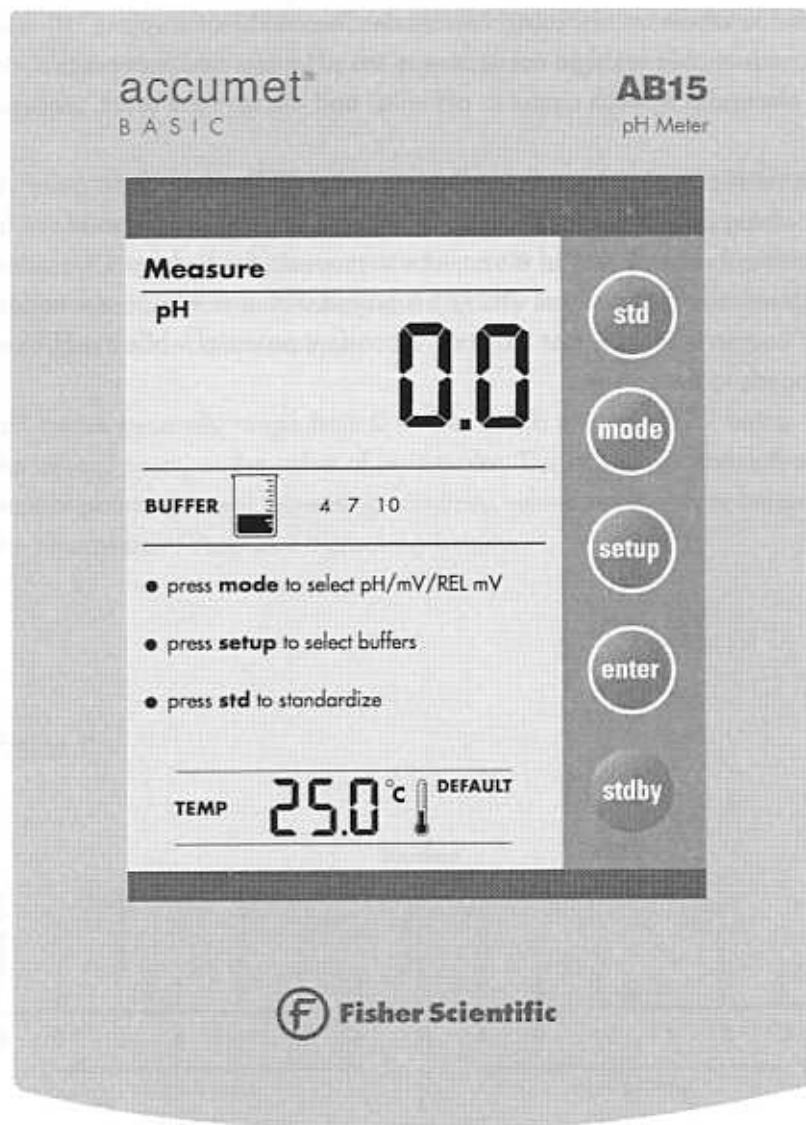 accumet®
BASIC
AB15
pH Meter
Measure
pH
0.0
BUFFER 4 7 10
● press mode to select pH/mV/REL mV
● press setup to select buffers
● press std to standardize
TEMP 25.0 °C DEFAULT
std
mode
setup
enter
stdby
Fisher Scientific